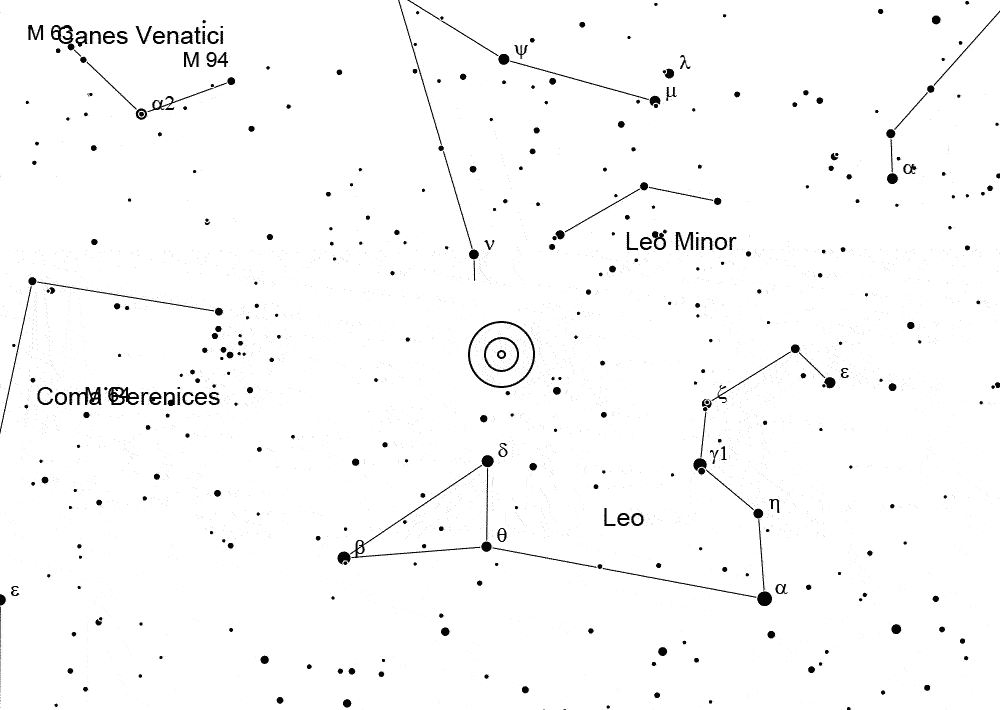 M 63
Canes Venatici
M 94
α2
ψ
λ
μ
α
ν
Leo Minor
ε
Coma Berenices
M 64
ζ
γ1
δ
η
Leo
θ
β
α
ε